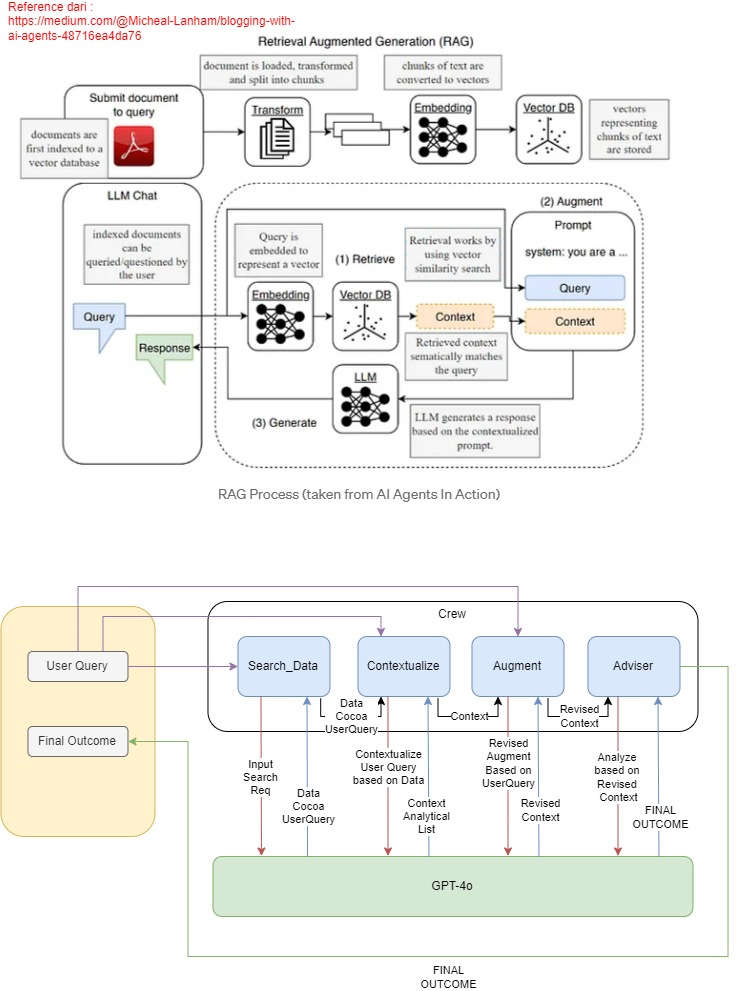 Reference dari :
https://medium.com/@Micheal-Lanham/blogging-with-
ai-agents-48716ea4da76
Retrieval Augmented Generation (RAG)
document is loaded, transformed
and split into chunks
chunks of text are
converted to vectors
Submit document
to query
documents are
first indexed to a
vector database
Transform
Embedding
Vector DB
vectors
representing
chunks of text
are stored
LLM Chat
indexed documents
can be
queried/questioned by
the user
Query
Response
Query is
embedded to
represent a vector
(1) Retrieve
Retrieval works by
using vector
similarity search
Embedding
Vector DB
Context
Retrieved context
sematically matches
the query
(2) Augment
Prompt
system: you are a ...
Query
Context
LLM
(3) Generate
LLM generates a response
based on the contextualized
prompt.
RAG Process (taken from AI Agents In Action)
Crew
User Query
Final Outcome
Search_Data
Contextualize
Augment
Adviser
Data
Cocoa
UserQuery
Context
Revised
Context
Input
Search
Req
Data
Cocoa
UserQuery
Contextualize
User Query
based on Data
Context
Analytical
List
Revised
Augment
Based on
UserQuery
Revised
Context
Analyze
based on
Revised
Context
FINAL
OUTCOME
GPT-4o
FINAL
OUTCOME